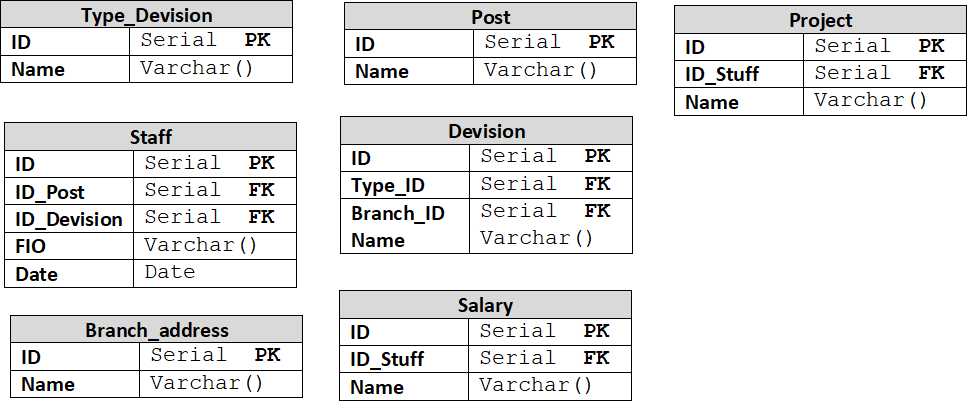 Type_Devision
ID Serial PK
Name Varchar()
Post
ID Serial PK
Name Varchar()
Project
ID Serial PK
ID_Stuff Serial FK
Name Varchar()
Staff
ID Serial PK
ID_Post Serial FK
ID_Devision Serial FK
FIO Varchar()
Date Date
Devision
ID Serial PK
Type_ID Serial FK
Branch_ID Serial FK
Name Varchar()
Branch_address
ID Serial PK
Name Varchar()
Salary
ID Serial PK
ID_Stuff Serial FK
Name Varchar()